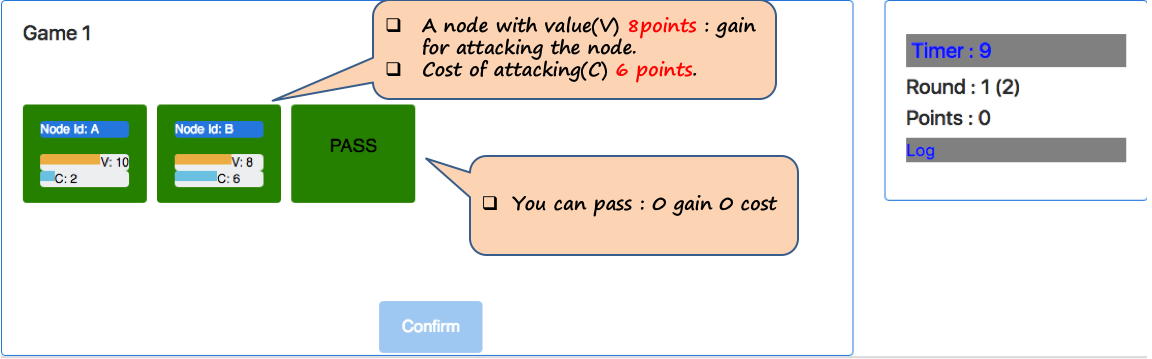 Game 1
❑ A node with value(V) 8points : gain
for attacking the node.
❑ Cost of attacking(C) 6 points.
Node Id: A
V: 10
C: 2
Node Id: B
V: 8
C: 6
PASS
❑ You can pass : 0 gain 0 cost
Confirm
Timer : 9
Round : 1 (2)
Points : 0
Log